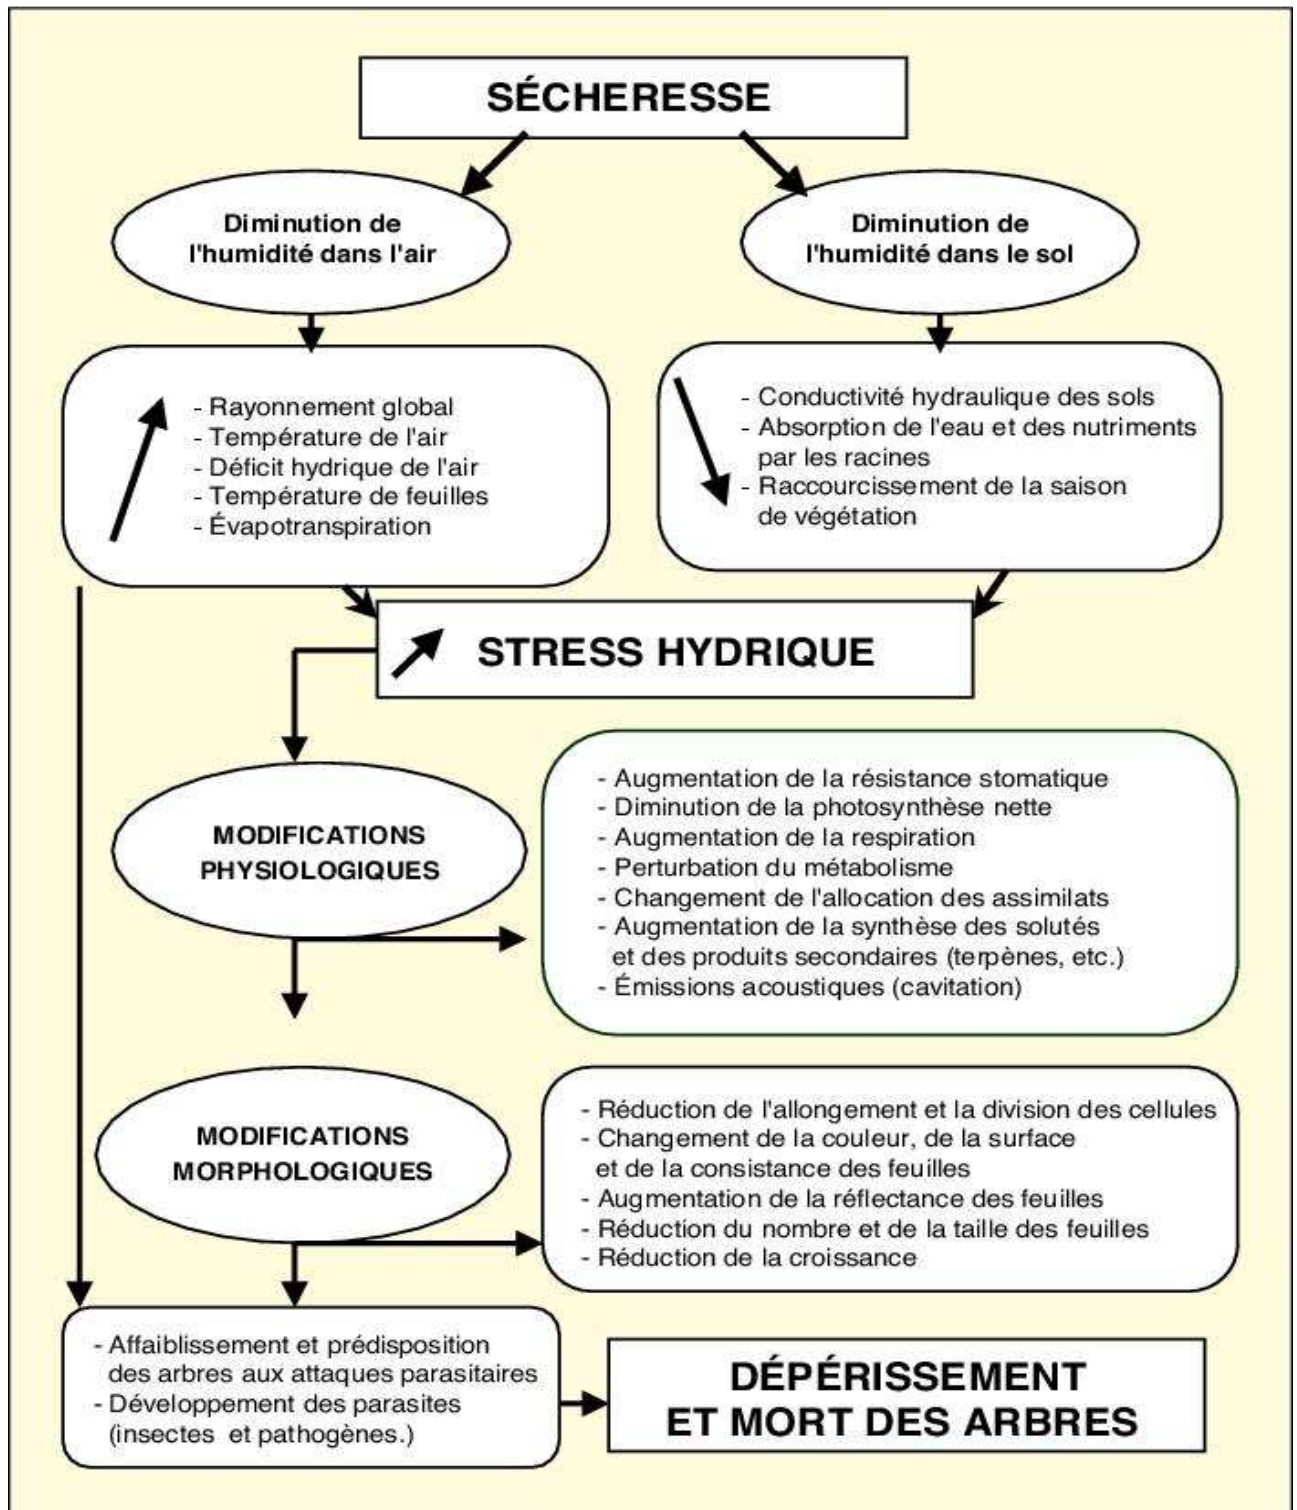 SÉCHERESSE
Diminution de
l'humidité dans l'air
Diminution de
l'humidité dans le sol
- Rayonnement global
- Température de l'air
- Déficit hydrique de l'air
- Température de feuilles
- Évapotranspiration
- Conductivité hydraulique des sols
- Absorption de l'eau et des nutriments
par les racines
- Raccourcissement de la saison
de végétation
STRESS HYDRIQUE
MODIFICATIONS
PHYSIOLOGIQUES
- Augmentation de la résistance stomatique
- Diminution de la photosynthèse nette
- Augmentation de la respiration
- Perturbation du métabolisme
- Changement de l'allocation des assimilats
- Augmentation de la synthèse des solutés
et des produits secondaires (terpènes, etc.)
- Émissions acoustiques (cavitation)
MODIFICATIONS
MORPHOLOGIQUES
- Réduction de l'allongement et la division des cellules
- Changement de la couleur, de la surface
et de la consistance des feuilles
- Augmentation de la réflectance des feuilles
- Réduction du nombre et de la taille des feuilles
- Réduction de la croissance
- Affaiblissement et prédisposition
des arbres aux attaques parasitaires
- Développement des parasites
(insectes et pathogènes.)
DÉPÉRISSEMENT
ET MORT DES ARBRES